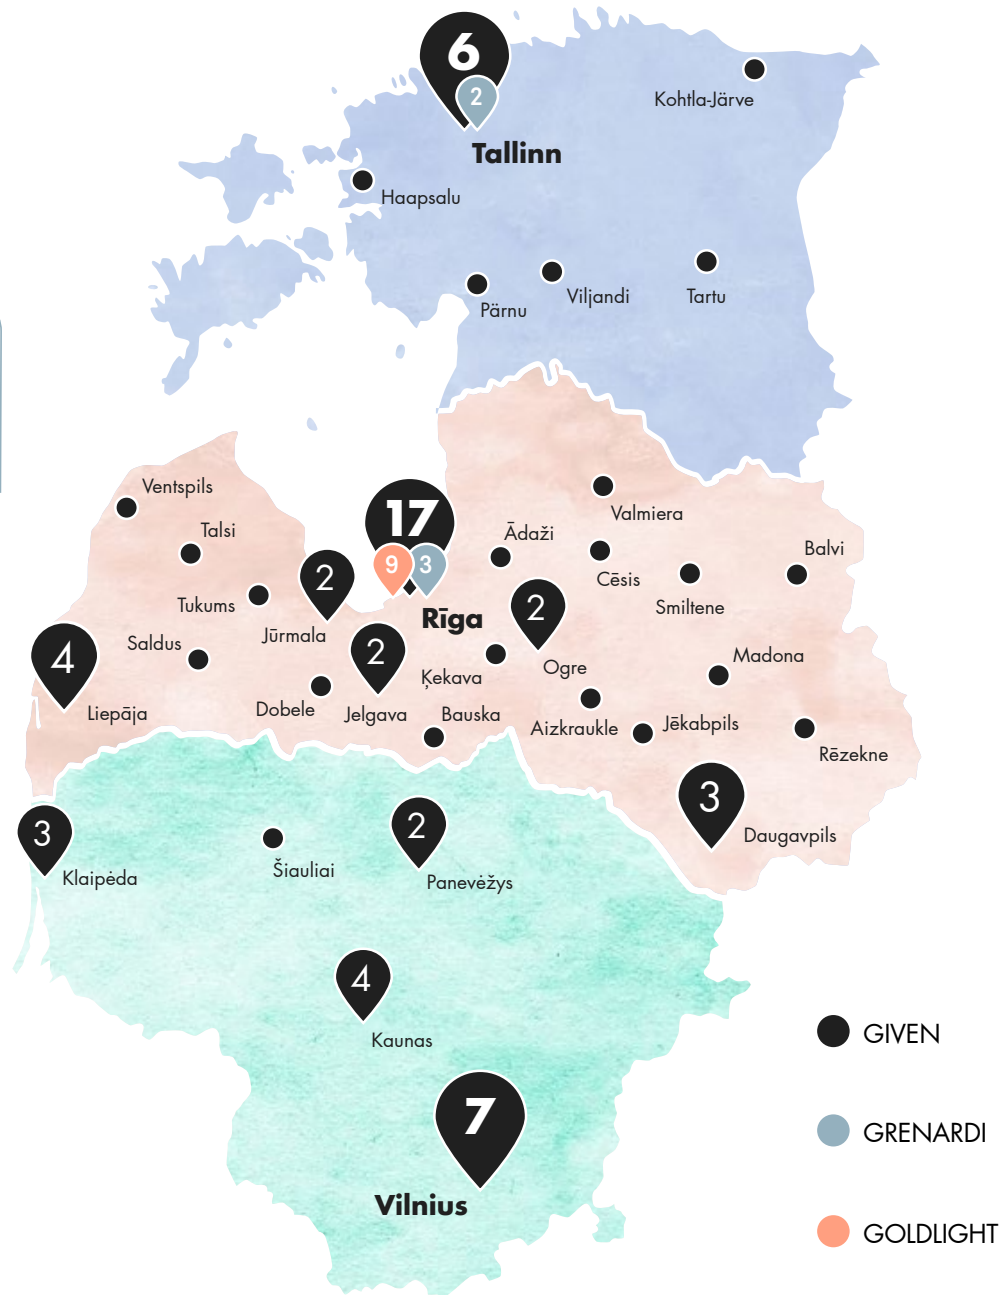 6
2
Kohtla-Järve
Tallinn
Haapsalu
Pärnu
Viljandi
Tartu
Ventspils
Talsi
Tukums
Saldus
4
Liepāja
2
Jūrmala
Dobele
17
9
3
Rīga
2
Jelgava
Ķekava
Bauska
Ādaži
2
Ogre
Valmiera
Cēsis
Smiltene
Balvi
Madona
Aizkraukle
Jēkabpils
Rēzekne
3
Daugavpils
3
Klaipėda
Šiauliai
2
Panevėžys
4
Kaunas
7
Vilnius
GIVEN
GRENARDI
GOLDLIGHT